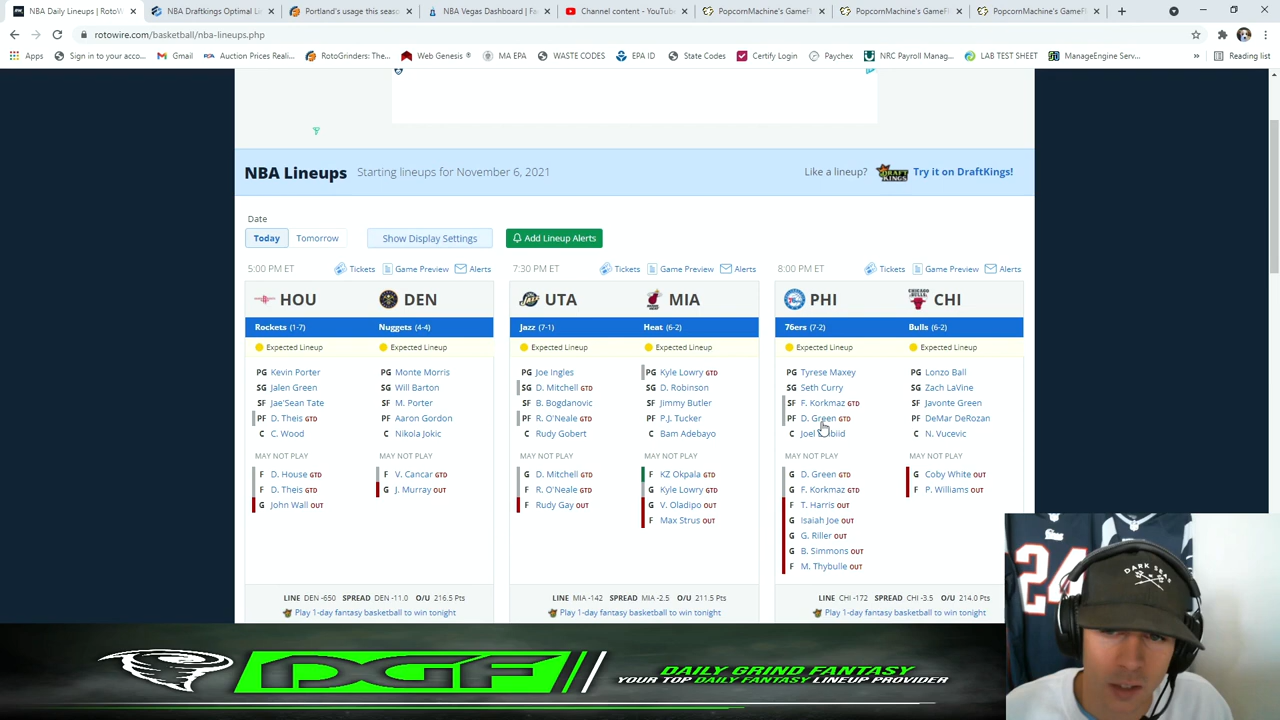 NBA Daily Lineups | RotoW
NBA Draftkings Optimal Li
Portland's usage this seas
NBA Vegas Dashboard | Fa
Channel content - YouTube
PopcornMachine's GameFl
PopcornMachine's GameFl
PopcornMachine's GameFl
rotowire.com/basketball/nba-lineups.php
Apps
Sign in to your acco...
Gmail
Auction Prices Reali...
RotoGrinders: The...
Web Genesis ®
MA EPA
WASTE CODES
EPA ID
State Codes
Certify Login
Paychex
NRC Payroll Manag...
LAB TEST SHEET
ManageEngine Serv...
»
Reading list
NBA Lineups Starting lineups for November 6, 2021
Like a lineup? DRAFT KINGS Try it on DraftKings!
Date
Today Tomorrow Show Display Settings Add Lineup Alerts
5:00 PM ET Tickets Game Preview Alerts
HOU DEN
Rockets (1-7) Nuggets (4-4)
Expected Lineup Expected Lineup
PG Kevin Porter PG Monte Morris
SG Jalen Green SG Will Barton
SF Jae'Sean Tate SF M. Porter
PF D. Theis GTD PF Aaron Gordon
C C. Wood C Nikola Jokic
MAY NOT PLAY MAY NOT PLAY
F D. House GTD F V. Cancar GTD
F D. Theis GTD G J. Murray OUT
G John Wall OUT
LINE DEN -650 SPREAD DEN -11.0 O/U 216.5 Pts
Play 1-day fantasy basketball to win tonight
7:30 PM ET Tickets Game Preview Alerts
UTA MIA
Jazz (7-1) Heat (6-2)
Expected Lineup Expected Lineup
PG Joe Ingles PG Kyle Lowry GTD
SG D. Mitchell GTD SG D. Robinson
SF B. Bogdanovic SF Jimmy Butler
PF R. O'Neale GTD PF P.J. Tucker
C Rudy Gobert C Bam Adebayo
MAY NOT PLAY MAY NOT PLAY
G D. Mitchell GTD F KZ Okpala GTD
F R. O'Neale GTD G Kyle Lowry GTD
F Rudy Gay OUT G V. Oladipo OUT
F Max Strus OUT
LINE MIA -142 SPREAD MIA -2.5 O/U 211.5 Pts
Play 1-day fantasy basketball to win tonight
8:00 PM ET Tickets Game Preview Alerts
PHI CHI
76ers (7-2) Bulls (6-2)
Expected Lineup Expected Lineup
PG Tyrese Maxey PG Lonzo Ball
SG Seth Curry SG Zach LaVine
SF F. Korkmaz GTD SF Javonte Green
PF D. Green GTD PF DeMar DeRozan
C Joel C N. Vucevic
MAY NOT PLAY MAY NOT PLAY
G D. Green GTD G Coby White OUT
G F. Korkmaz GTD F P. Williams OUT
F T. Harris OUT
G Isaiah Joe OUT
G G. Riller OUT
G B. Simmons OUT
F M. Thybulle OUT
LINE CHI -172 SPREAD CHI -3.5 O/U 214.0 Pts
Play 1-day fantasy basketball to win tonight
24
DARK SEAS
DGF
DAILY GRIND FANTASY
YOUR TOP DAILY FANTASY LINEUP PROVIDER